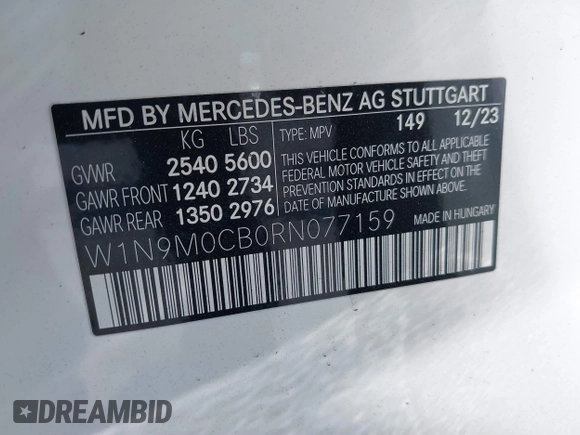 MFD BY MERCEDES-BENZ AG STUTTGART
KG LBS TYPE: MPV 149 12/23
GVWR 2540 5600
GAWR FRONT 1240 2734
GAWR REAR 1350 2976
THIS VEHICLE CONFORMS TO ALL APPLICABLE
FEDERAL MOTOR VEHICLE SAFETY AND THEFT
PREVENTION STANDARDS IN EFFECT ON THE
DATE OF MANUFACTURE SHOWN ABOVE.
W1N9M0CB0RN077159
MADE IN HUNGARY
DREAMBID